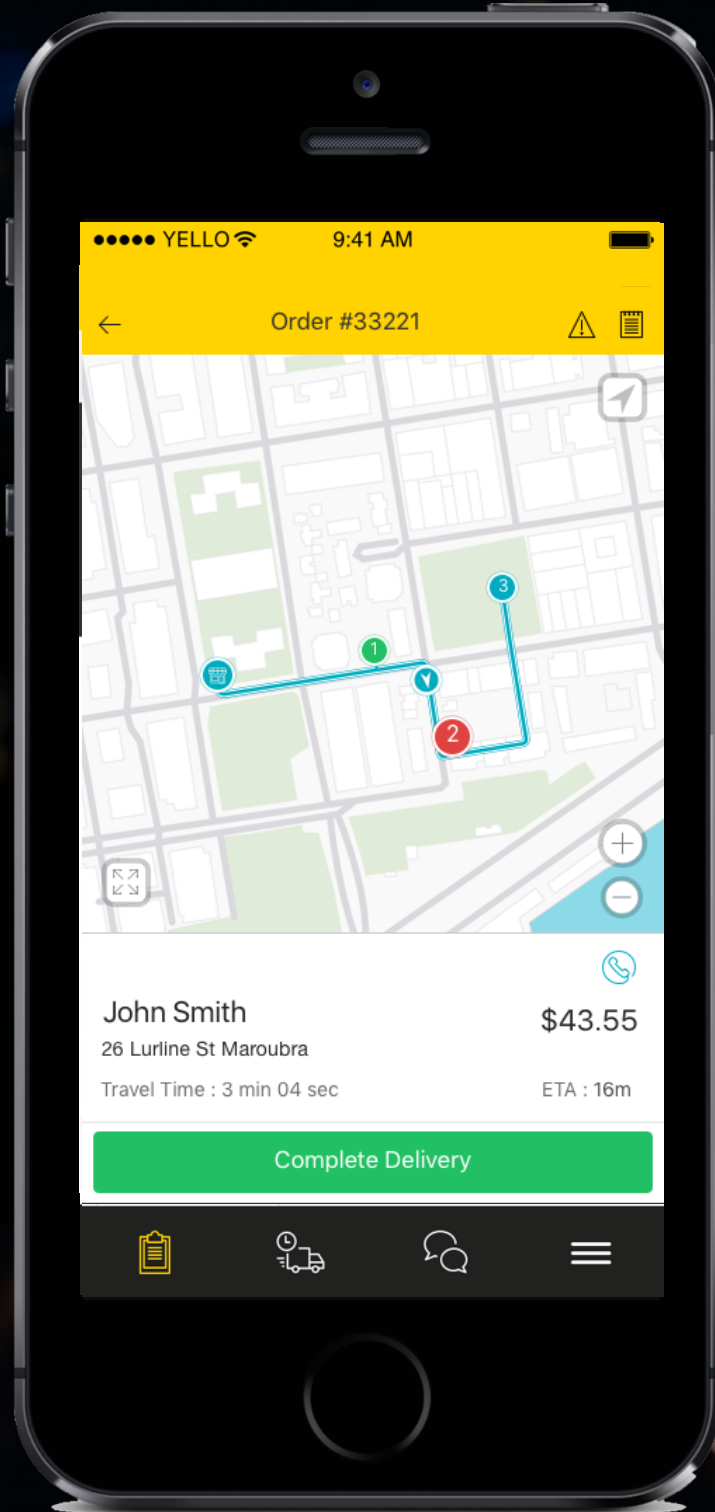 YELLO 9:41 AM
Order #33221
3
1
2
John Smith
$43.55
26 Lurline St Maroubra
Travel Time : 3 min 04 sec
ETA : 16m
Complete Delivery